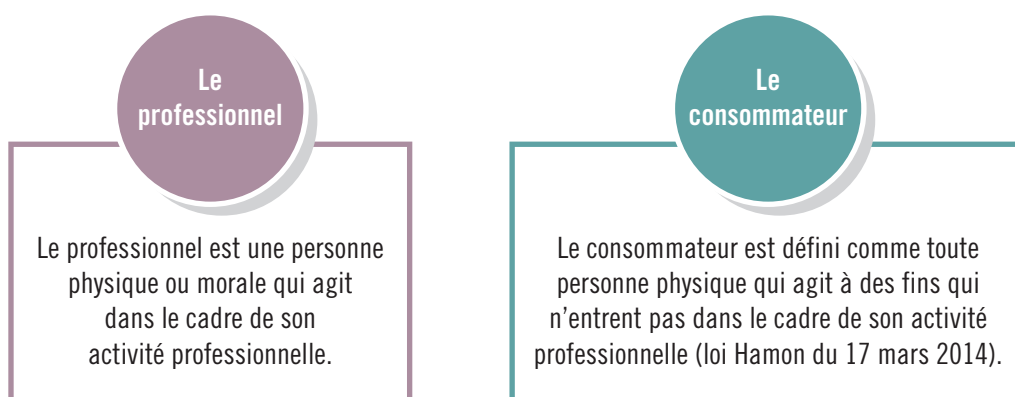 Le
professionnel
Le professionnel est une personne
physique ou morale qui agit
dans le cadre de son
activité professionnelle.
Le
consommateur
Le consommateur est défini comme toute
personne physique qui agit à des fins qui
n’entrent pas dans le cadre de son activité
professionnelle (loi Hamon du 17 mars 2014).